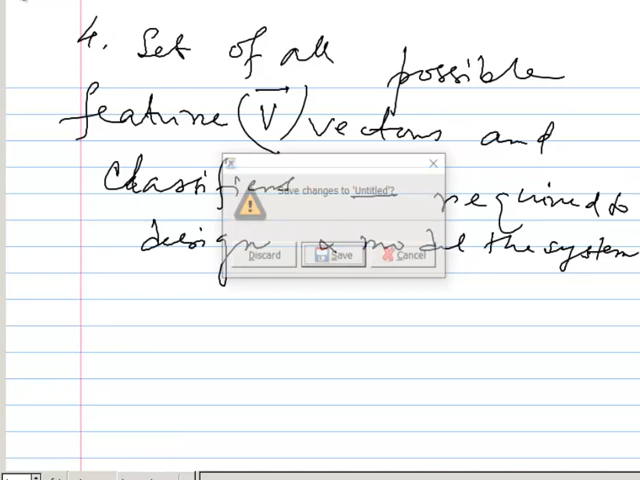 4. Set of all possible
feature (V) vectors and
classifiers required to
design & model the system
Save changes to 'Untitled'?
Discard Save Cancel